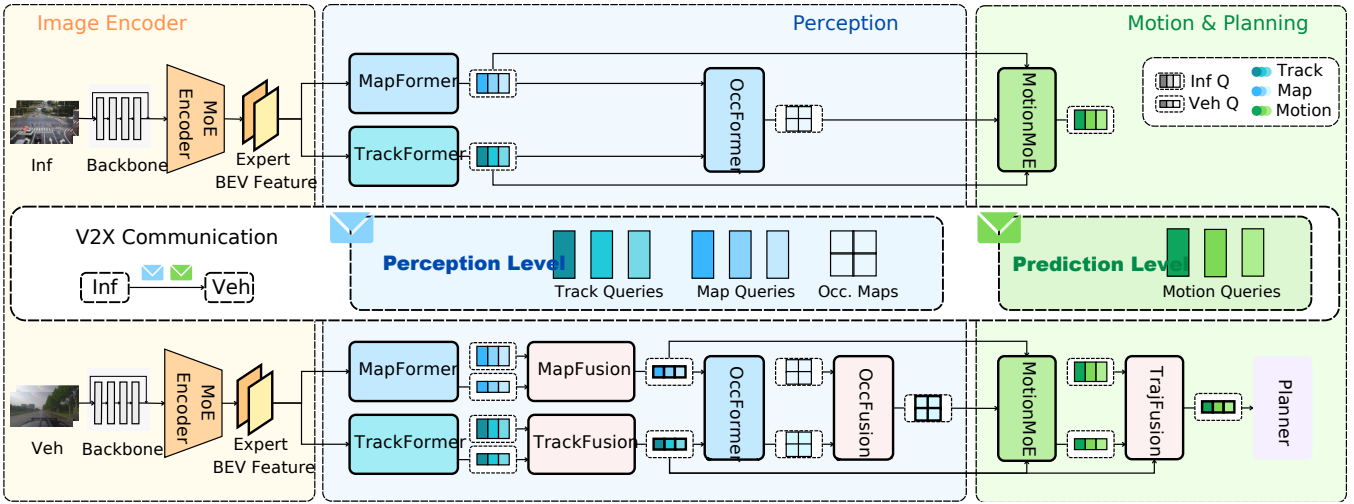 Image Encoder
Perception
Motion & Planning
Inf
Backbone
MoE
Encoder
Expert
BEV Feature
MapFormer
TrackFormer
OccFormer
MotionMoE
Inf Q
Veh Q
Track
Map
Motion
V2X Communication
Inf
Veh
Perception Level
Track Queries
Map Queries
Occ. Maps
Prediction Level
Motion Queries
Veh
Backbone
MoE
Encoder
Expert
BEV Feature
MapFormer
TrackFormer
MapFusion
TrackFusion
OccFormer
OccFusion
MotionMoE
TrajFusion
Planner